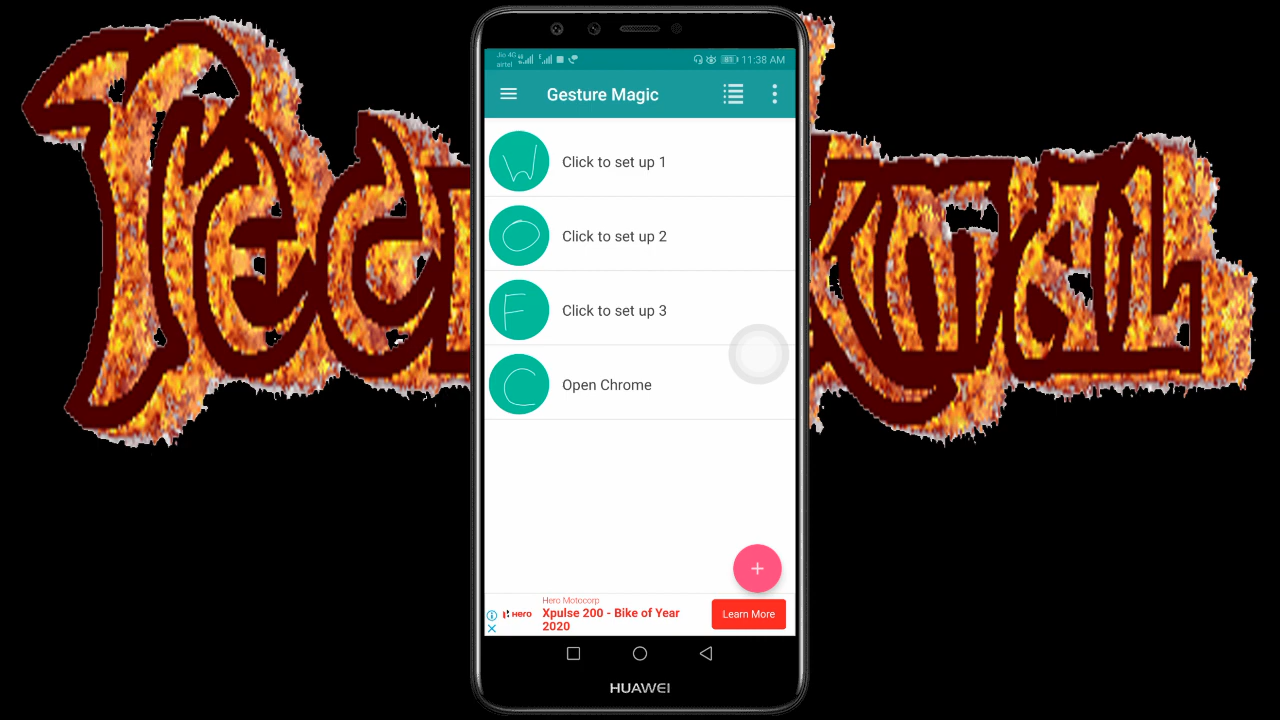 Jio 4G
airtel
11:38 AM
Gesture Magic
W
Click to set up 1
O
Click to set up 2
F
Click to set up 3
C
Open Chrome
+
Hero Motocorp
HERO
Xpulse 200 - Bike of Year
2020
Learn More
HUAWEI